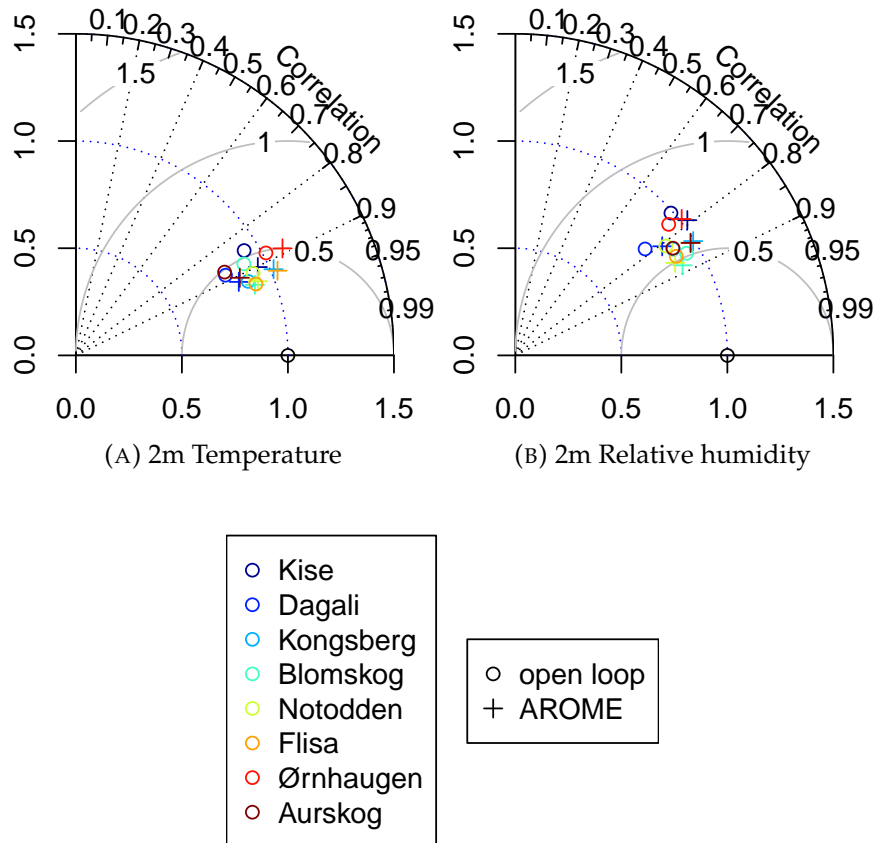 0.0 0.5 1.0 1.5
0.0 0.5 1.0 1.5
0.1 0.2 0.3 0.4 0.5 0.6 0.7 0.8 0.9 0.95 0.99
Correlation
1.5 1 0.5
(A) 2m Temperature
0.0 0.5 1.0 1.5
0.0 0.5 1.0 1.5
0.1 0.2 0.3 0.4 0.5 0.6 0.7 0.8 0.9 0.95 0.99
Correlation
1.5 1 0.5
(B) 2m Relative humidity
Kise
Dagali
Kongsberg
Blomskog
Notodden
Flisa
Ørnhaugen
Aurskog
open loop
AROME